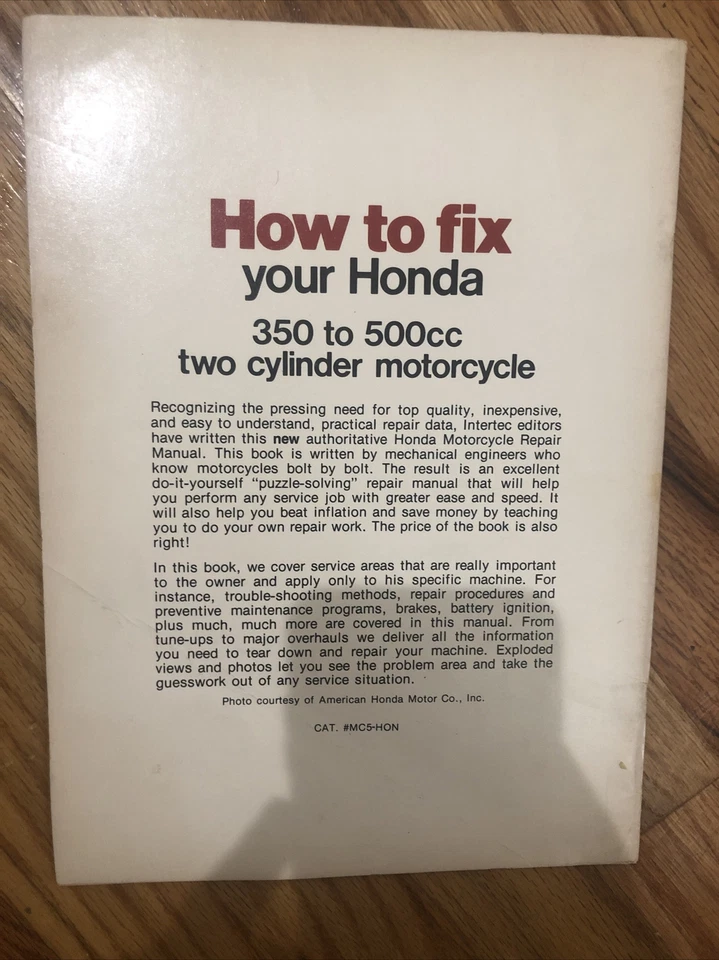 How to fix
your Honda
350 to 500cc
two cylinder motorcycle
Recognizing the pressing need for top quality, inexpensive,
and easy to understand, practical repair data, Intertec editors
have written this new authoritative Honda Motorcycle Repair
Manual. This book is written by mechanical engineers who
know motorcycles bolt by bolt. The result is an excellent
do-it-yourself “puzzle-solving” repair manual that will help
you perform any service job with greater ease and speed. It
will also help you beat inflation and save money by teaching
you to do your own repair work. The price of the book is also
right!
In this book, we cover service areas that are really important
to the owner and apply only to his specific machine. For
instance, trouble-shooting methods, repair procedures and
preventive maintenance programs, brakes, battery ignition,
plus much, much more are covered in this manual. From
tune-ups to major overhauls we deliver all the information
you need to tear down and repair your machine. Exploded
views and photos let you see the problem area and take the
guesswork out of any service situation.
Photo courtesy of American Honda Motor Co., Inc.
CAT. #MC5-HON